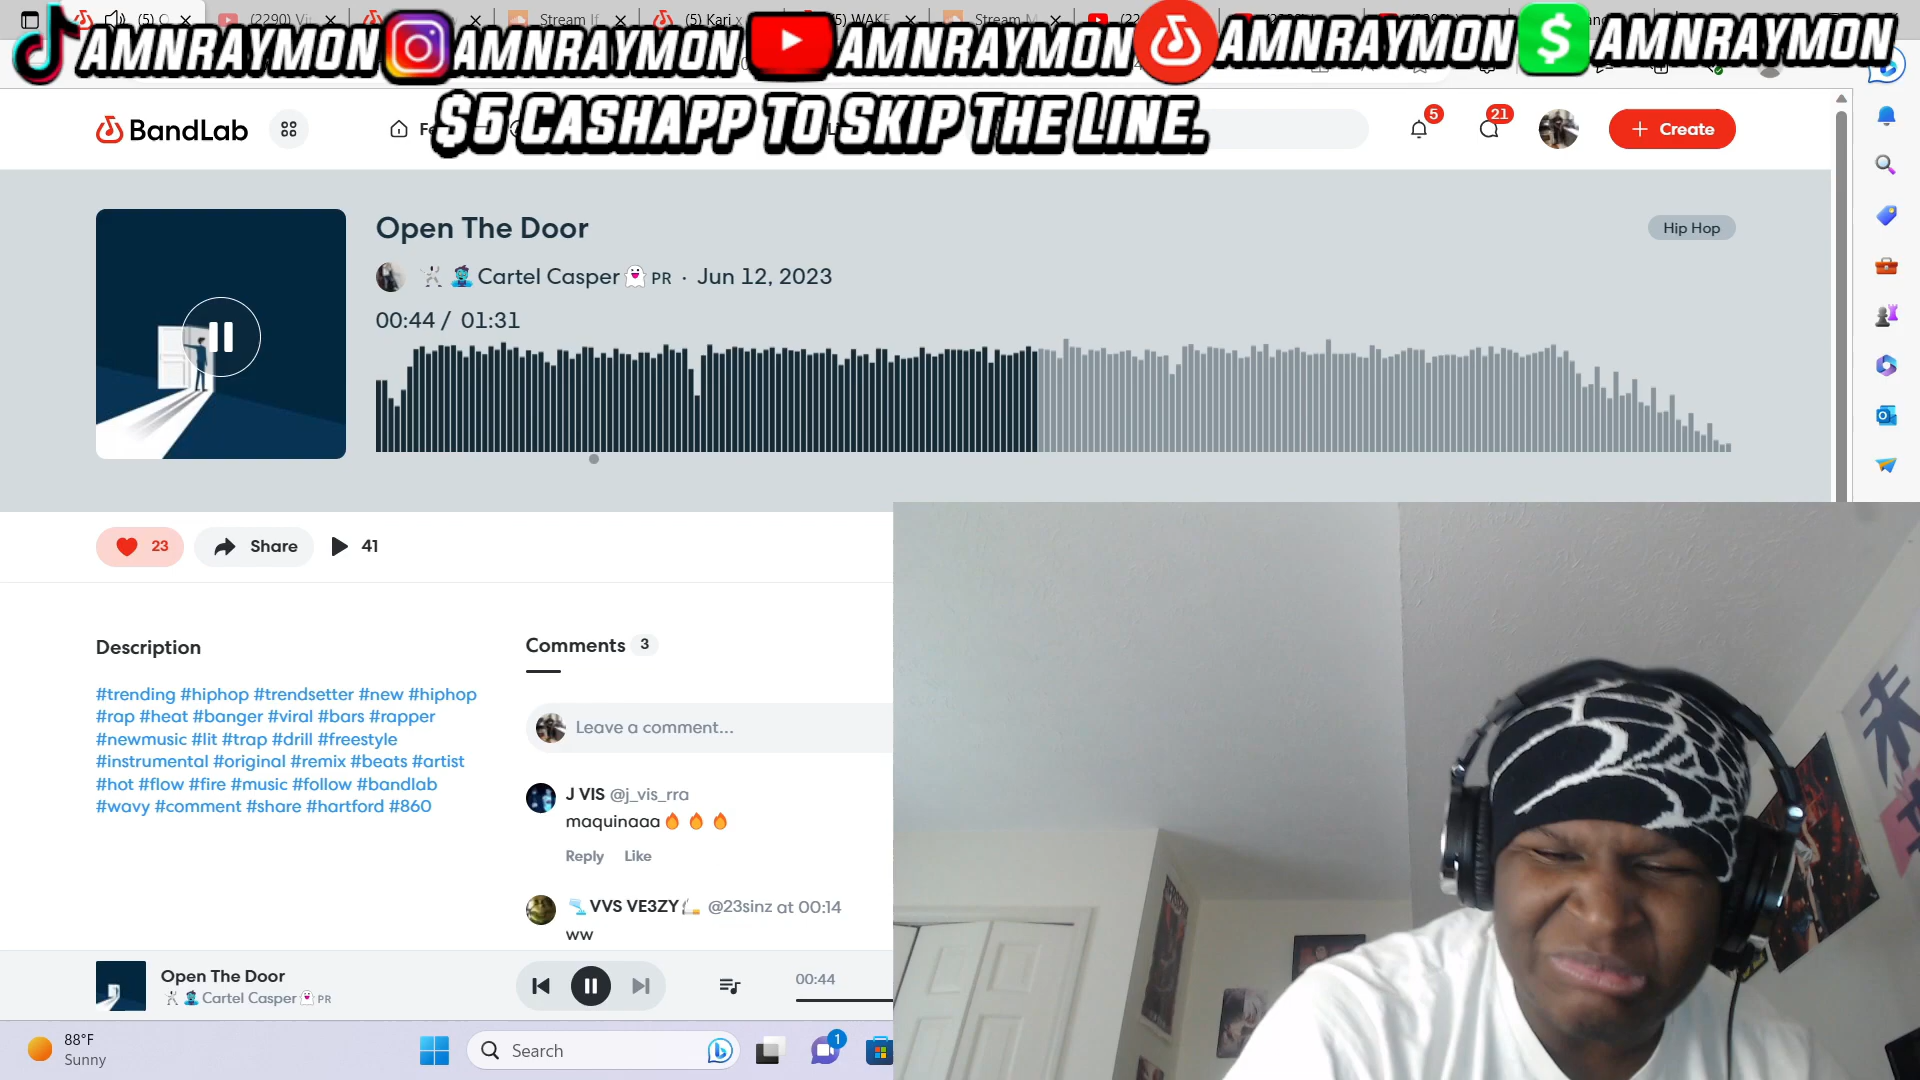 AMNRAYMON AMNRAYMON AMNRAYMON AMNRAYMON AMNRAYMON
$5 CASHAPP TO SKIP THE LINE.
BandLab
5
21
Create
Open The Door
Hip Hop
Cartel Casper PR · Jun 12, 2023
00:44 / 01:31
23
Share
41
Description
#trending #hiphop #trendsetter #new #hiphop
#rap #heat #banger #viral #bars #rapper
#newmusic #lit #trap #drill #freestyle
#instrumental #original #remix #beats #artist
#hot #flow #fire #music #follow #bandlab
#wavy #comment #share #hartford #860
Comments 3
Leave a comment...
J VIS @j_vis_rra
maquinaaa🔥🔥🔥
Reply Like
VVS VE3ZY @23sinz at 00:14
ww
Open The Door
Cartel Casper PR
00:44
88°F
Sunny
Search
1